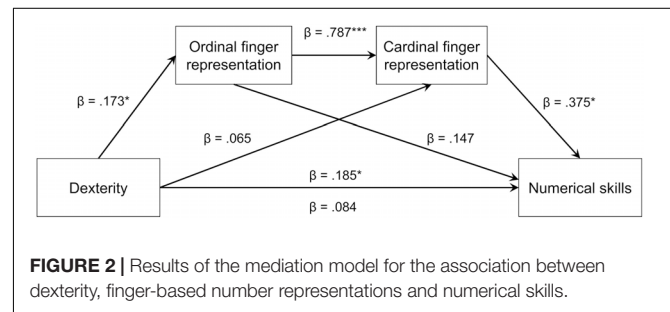 β = .787***
Ordinal finger
representation
Cardinal finger
representation
β = .173*
β = .375*
β = .065
β = .147
Dexterity
β = .185*
Numerical skills
β = .084
FIGURE 2 | Results of the mediation model for the association between
dexterity, finger-based number representations and numerical skills.